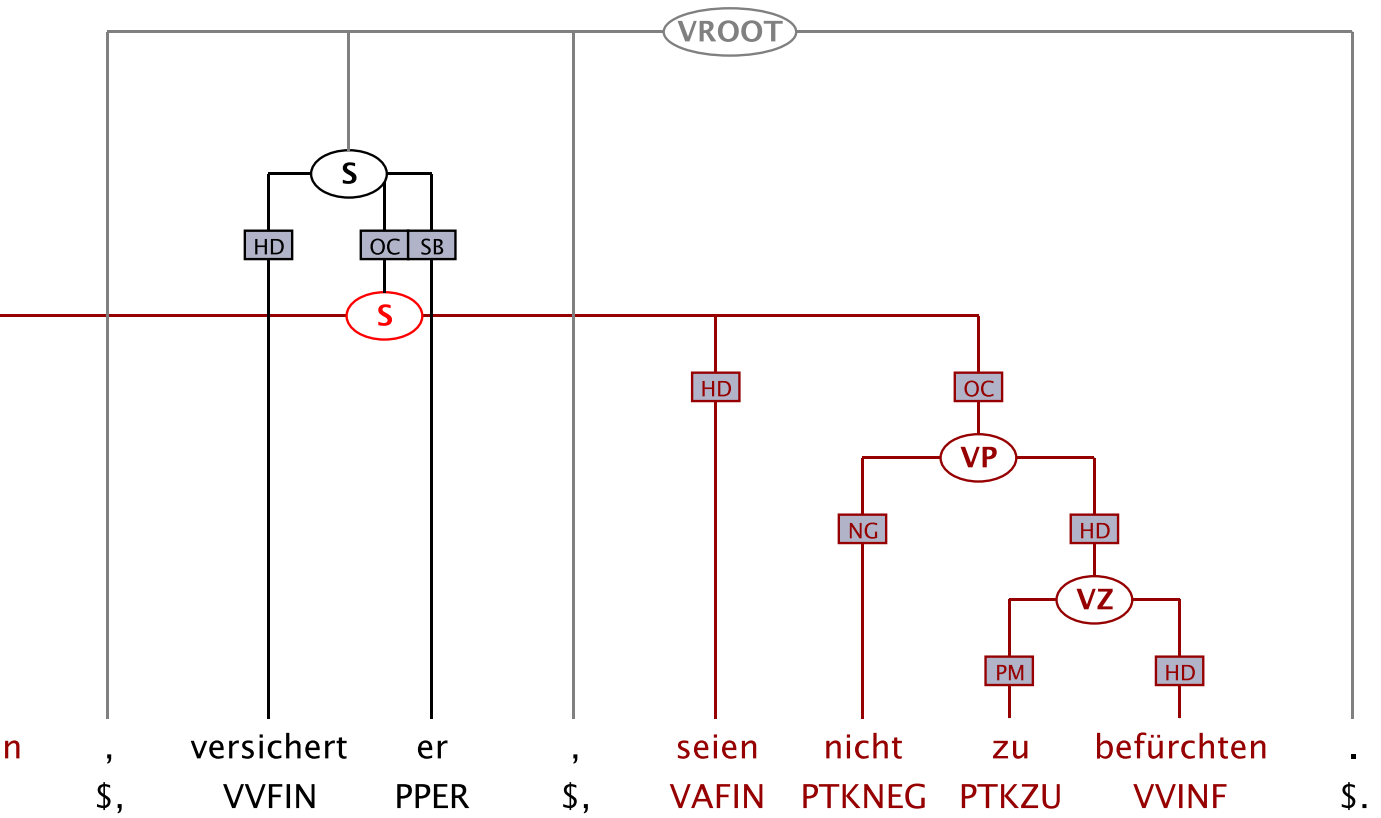 VROOT
S
HD OC SB
S
HD OC
VP
NG HD
VZ
PM HD
n , versichert er , seien nicht zu befürchten .
$, VVFIN PPER $, VAFIN PTKNEG PTKZU VVINF $.